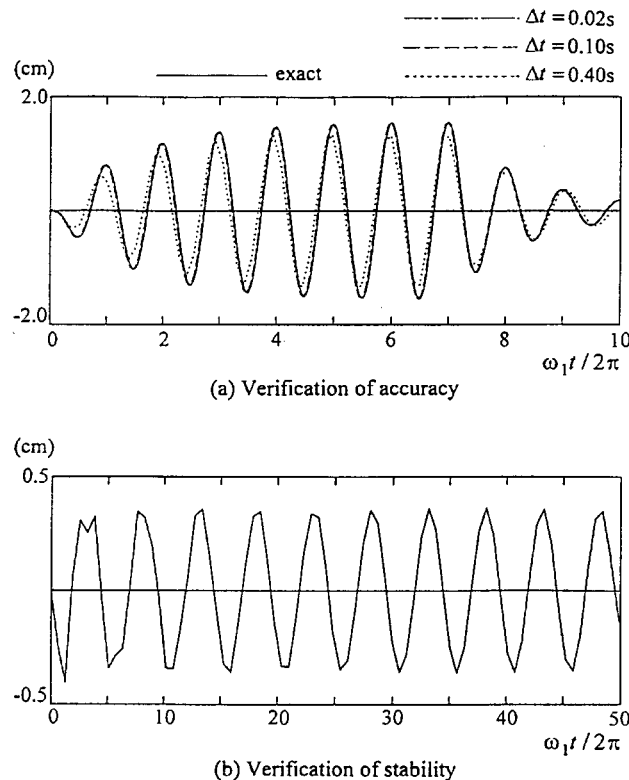 Δt = 0.02s
Δt = 0.10s
(cm) exact Δt = 0.40s
2.0
-2.0
0 2 4 6 8 10
ω₁t / 2π
(a) Verification of accuracy
(cm)
0.5
-0.5
0 10 20 30 40 50
ω₁t / 2π
(b) Verification of stability